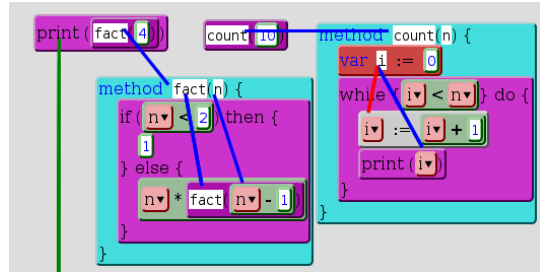 print (fact(4))
count(10)
method fact(n) {
if (n▾ < 2) then {
1
} else {
n▾ * fact(n▾ - 1)
}
}
method count(n) {
var i := 0
while { i▾ < n▾ } do {
i▾ := i▾ + 1
print (i▾)
}
}